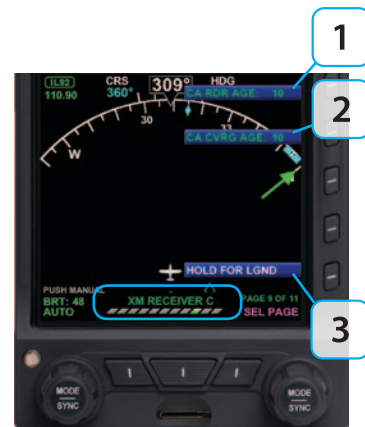 1
IL92 CRS 309° HDG
110.90 360° CA RDR AGE: 10
2
30 33
CA CVRG AGE: 10
W
HOLD FOR LGND
PUSH MANUAL
BRT: 48 XM RECEIVER C PAGE 9 OF 11
AUTO SEL PAGE
3
MODE MODE
SYNC SYNC